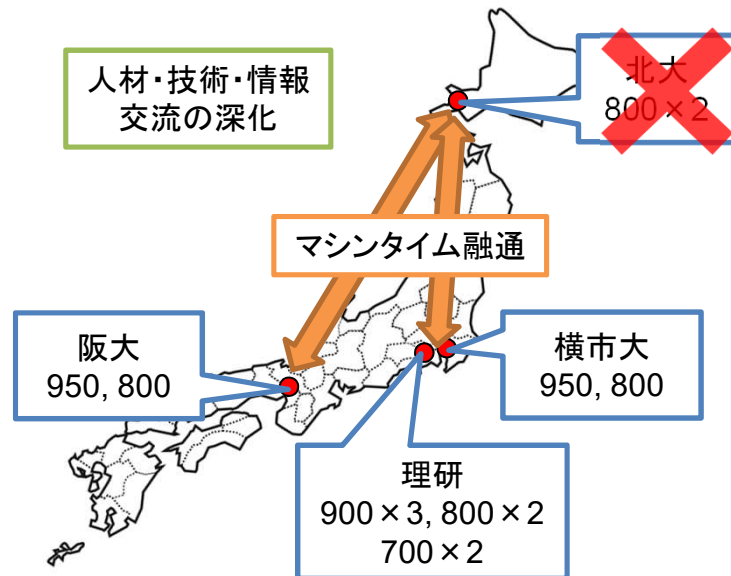 人材・技術・情報
交流の深化
北大
800×2
マシンタイム融通
阪大
950, 800
横市大
950, 800
理研
900×3, 800×2
700×2